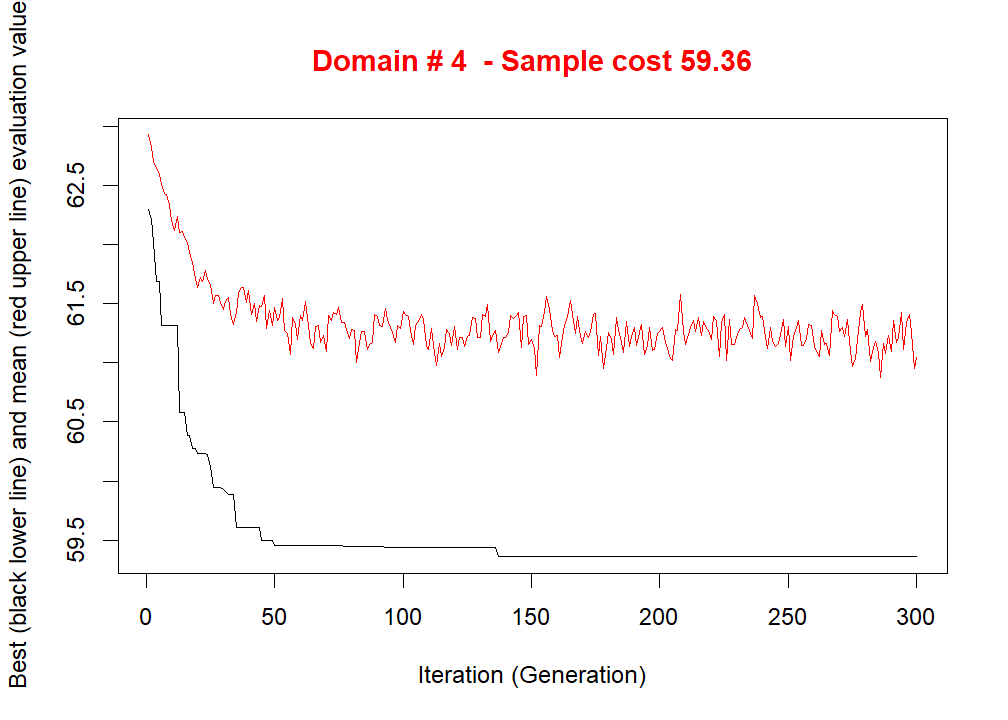 Domain # 4  - Sample cost 59.36
Best (black lower line) and mean (red upper line) evaluation value
62.5
61.5
60.5
59.5
0 50 100 150 200 250 300
Iteration (Generation)